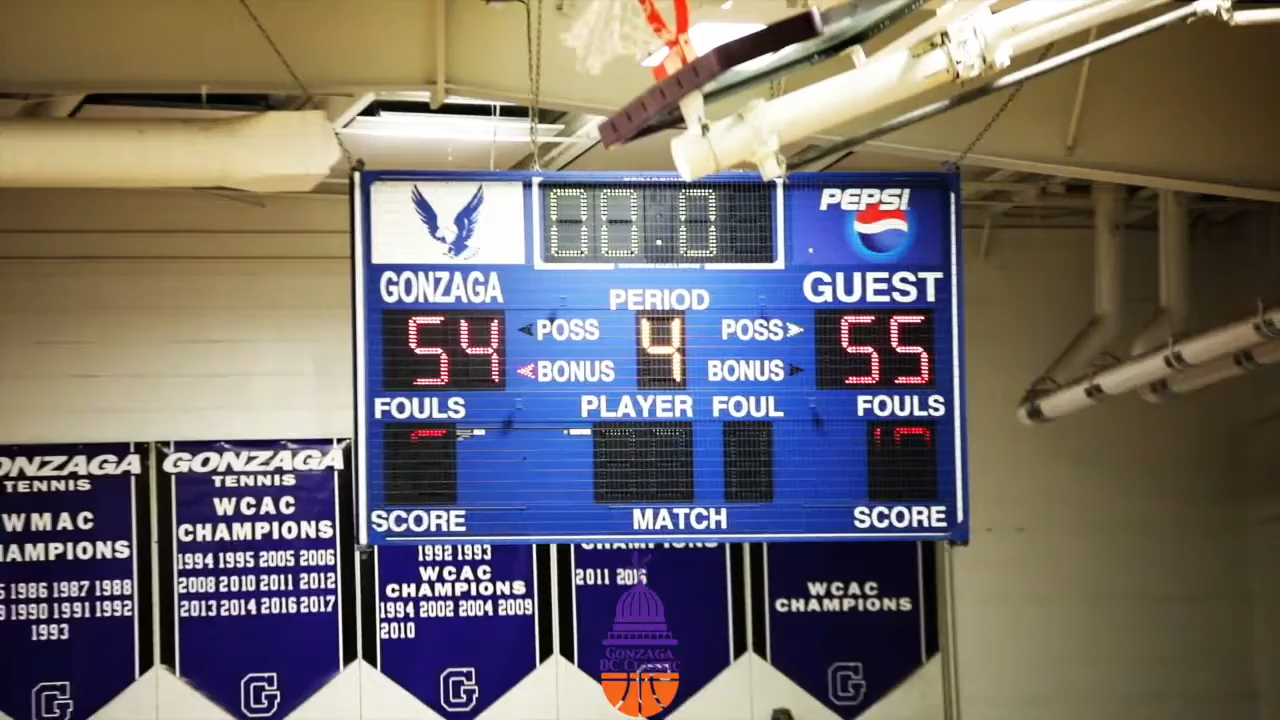 00.0
PEPSI
GONZAGA
GUEST
PERIOD
54
POSS
4
POSS
55
BONUS
BONUS
FOULS
PLAYER FOUL
FOULS
SCORE
MATCH
SCORE
GONZAGA
TENNIS
WCAC
CHAMPIONS
1994 1995 2005 2006
2008 2010 2011 2012
2013 2014 2016 2017
G
TENNIS
WMAC
1986 1987 1988
1990 1991 1992
1993
G
1992 1993
WCAC
CHAMPIONS
1994 2002 2004 2009
2010
G
CHAMPIONS
2011 2016
WCAC
CHAMPIONS
G
GONZAGA
DC CLASSIC